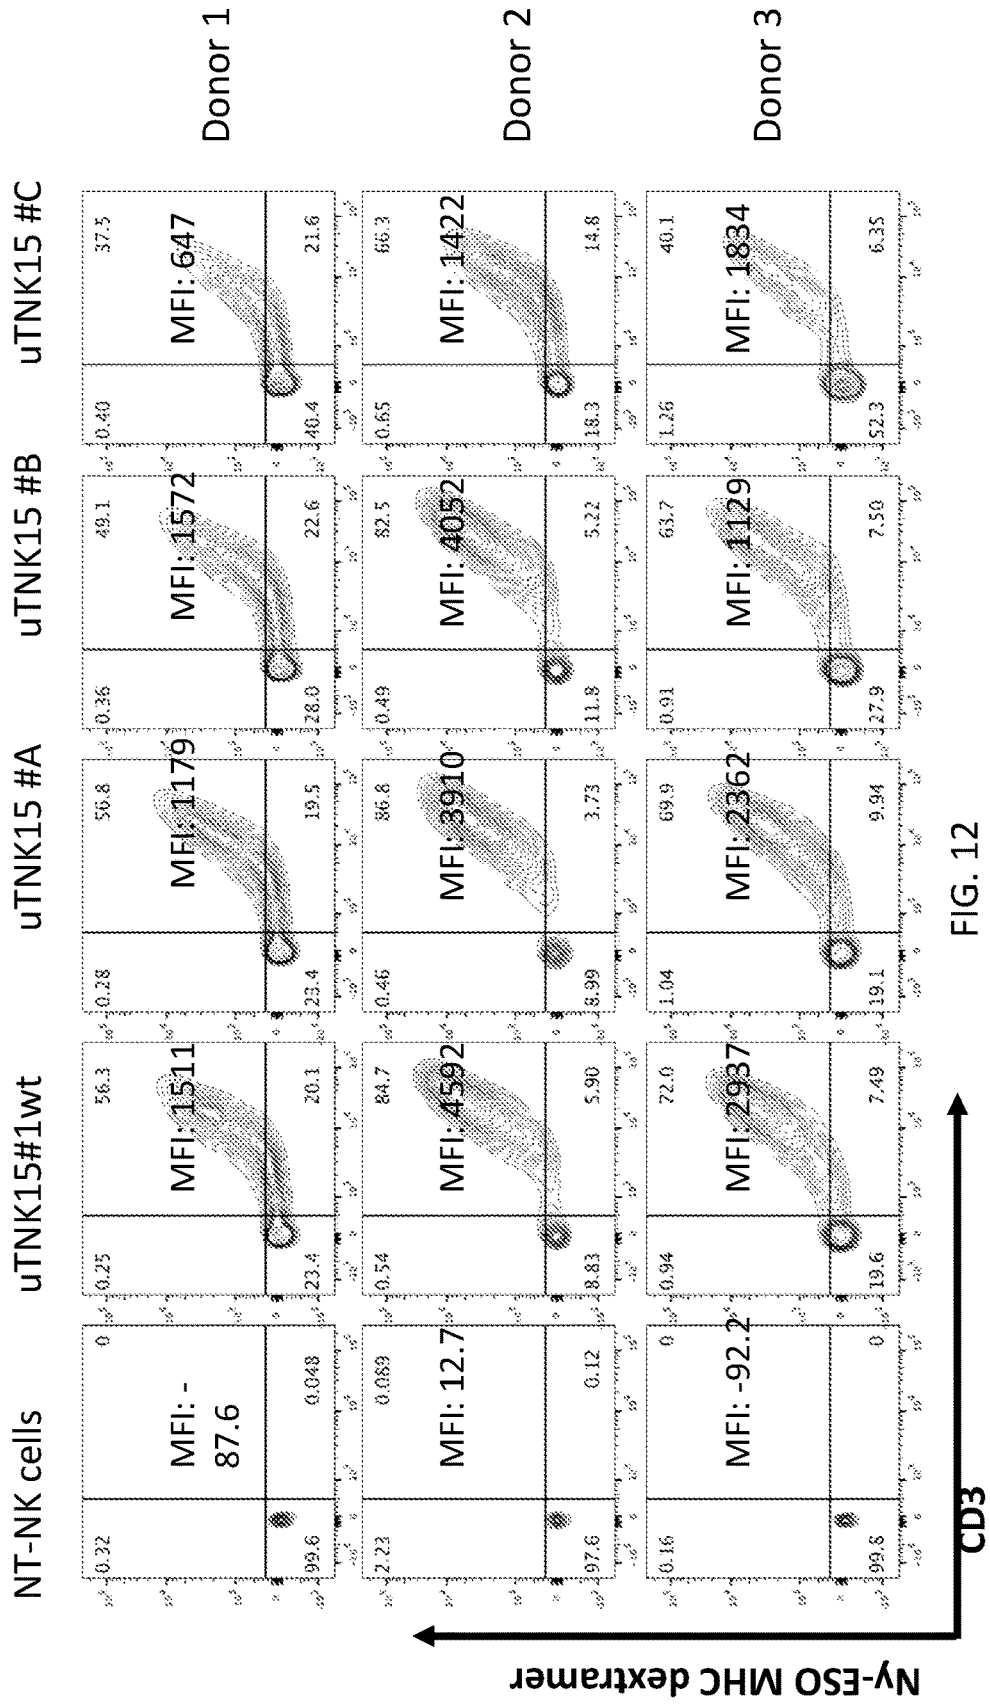 NT-NK cells
uTNK15#1wt
uTNK15 #A
uTNK15 #B
uTNK15 #C
0.32
0
MFI: -
87.6
99.6
0.048
0.25
56.3
MFI: 1511
23.4
20.1
0.28
56.8
MFI: 1179
23.4
19.5
0.36
49.1
MFI: 1572
28.0
22.6
0.40
37.5
MFI: 647
40.4
21.6
Donor 1
2.23
0.089
MFI: 12.7
97.6
0.12
0.54
84.7
MFI: 4592
8.83
5.90
0.46
86.8
MFI: 3910
8.99
3.73
0.49
82.5
MFI: 4052
11.8
5.22
0.65
66.3
MFI: 1422
18.3
14.8
Donor 2
0.16
0
MFI: -92.2
99.8
0
0.94
72.0
MFI: 2937
19.6
7.49
1.04
69.9
MFI: 2362
19.1
9.94
0.91
63.7
MFI: 1129
27.9
7.50
1.26
40.1
MFI: 1834
52.3
6.35
Donor 3
Ny-ESO MHC dextramer
CD3
FIG. 12